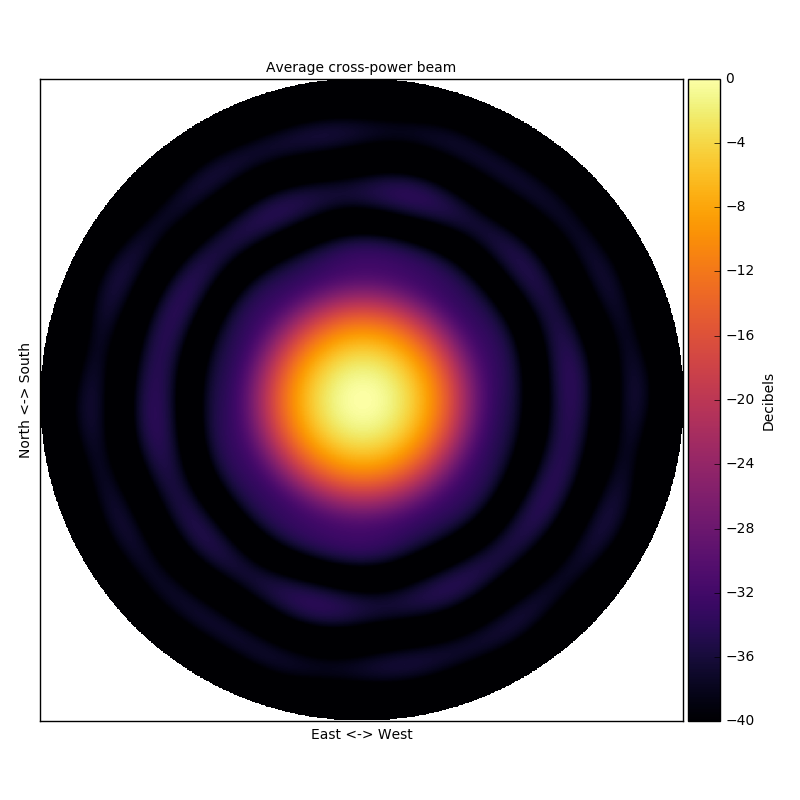 Average cross-power beam
North <-> South
East <-> West
0
−4
−8
−12
−16
−20
−24
−28
−32
−36
−40
Decibels